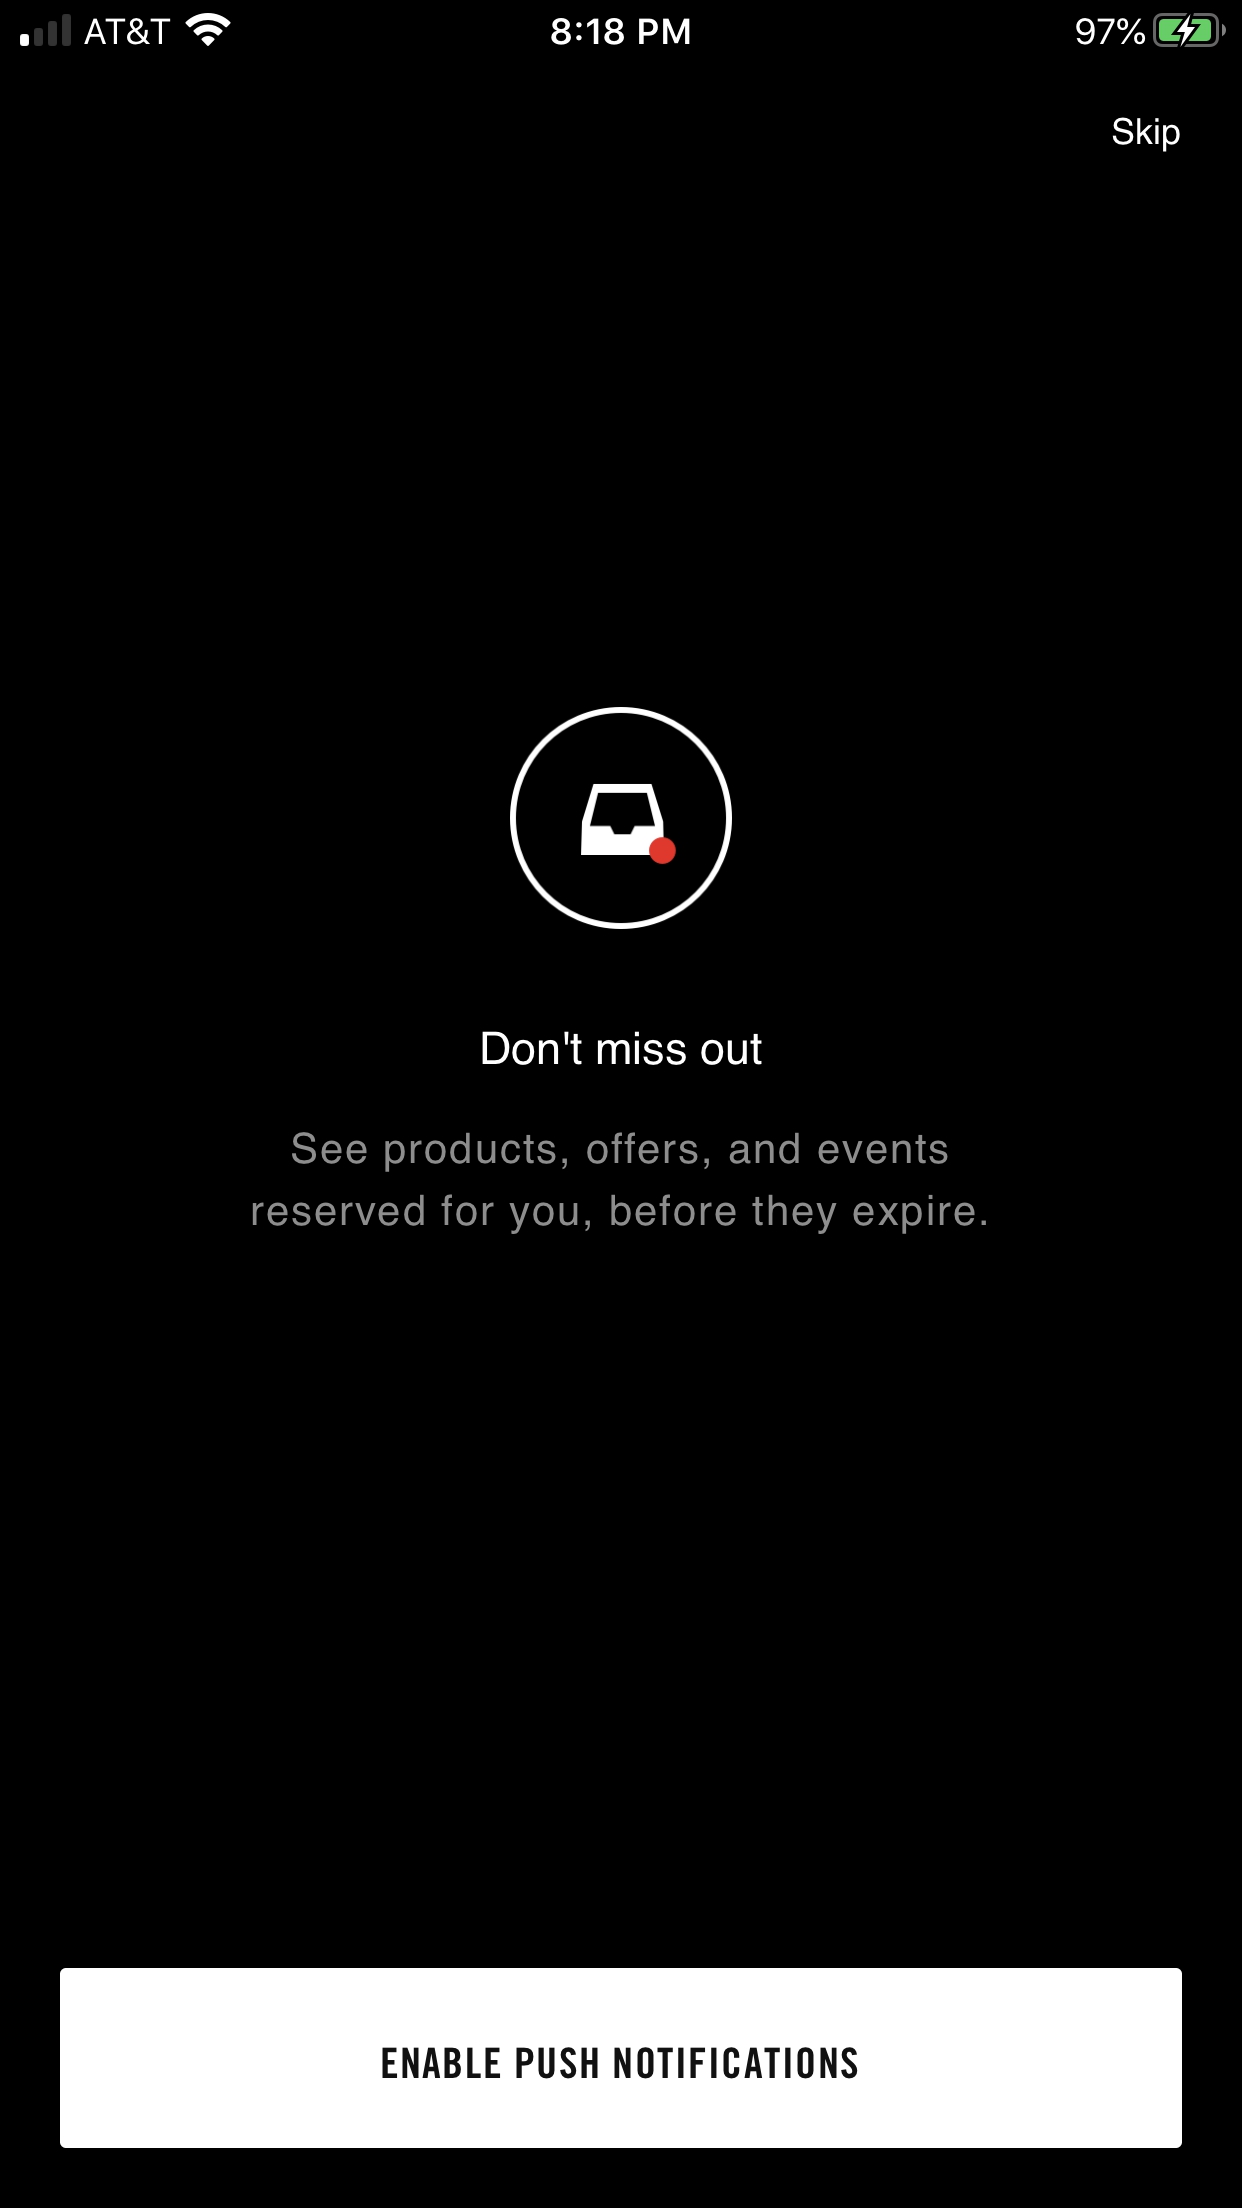 AT&T 8:18 PM 97%
Skip
Don't miss out
See products, offers, and events
reserved for you, before they expire.
ENABLE PUSH NOTIFICATIONS